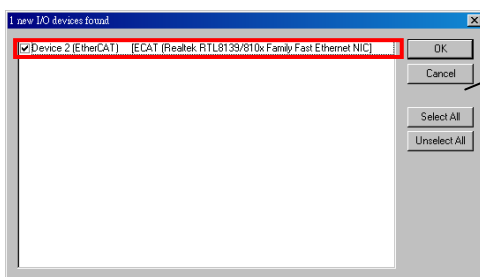 1 new I/O devices found
Device 2 (EtherCAT) [ECAT (Realtek RTL8139/810x Family Fast Ethernet NIC]
OK
Cancel
Select All
Unselect All